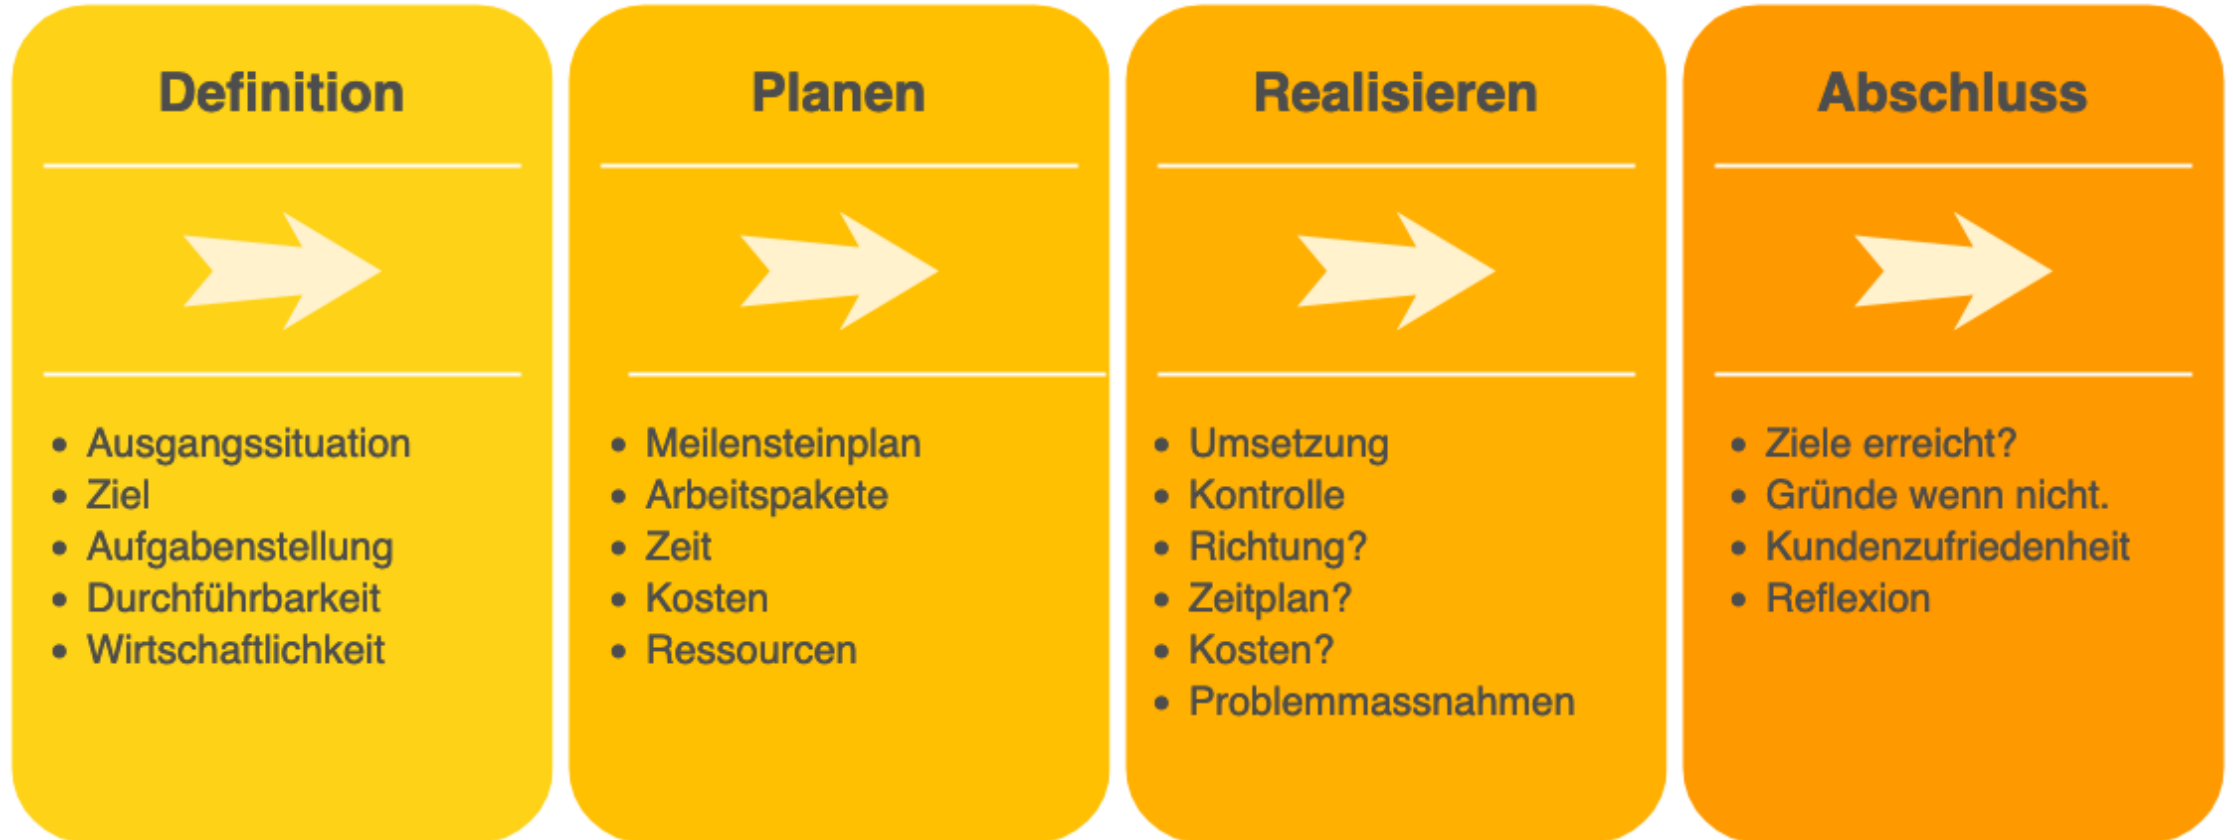 Definition
• Ausgangssituation
• Ziel
• Aufgabenstellung
• Durchführbarkeit
• Wirtschaftlichkeit
Planen
• Meilensteinplan
• Arbeitspakete
• Zeit
• Kosten
• Ressourcen
Realisieren
• Umsetzung
• Kontrolle
• Richtung?
• Zeitplan?
• Kosten?
• Problemmassnahmen
Abschluss
• Ziele erreicht?
• Gründe wenn nicht.
• Kundenzufriedenheit
• Reflexion